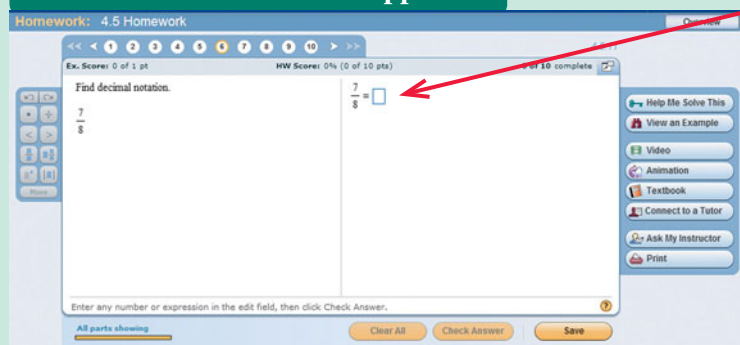 Homework: 4.5 Homework
Overview
<< < 1 2 3 4 5 6 7 8 9 10 > >>
Ex. Score: 0 of 1 pt
HW Score: 0% (0 of 10 pts)
of 10 complete
Find decimal notation.
7
8
7
8 =
More
Help Me Solve This
View an Example
Video
Animation
Textbook
Connect to a Tutor
Ask My Instructor
Print
Enter any number or expression in the edit field, then click Check Answer.
?
All parts showing
Clear All
Check Answer
Save